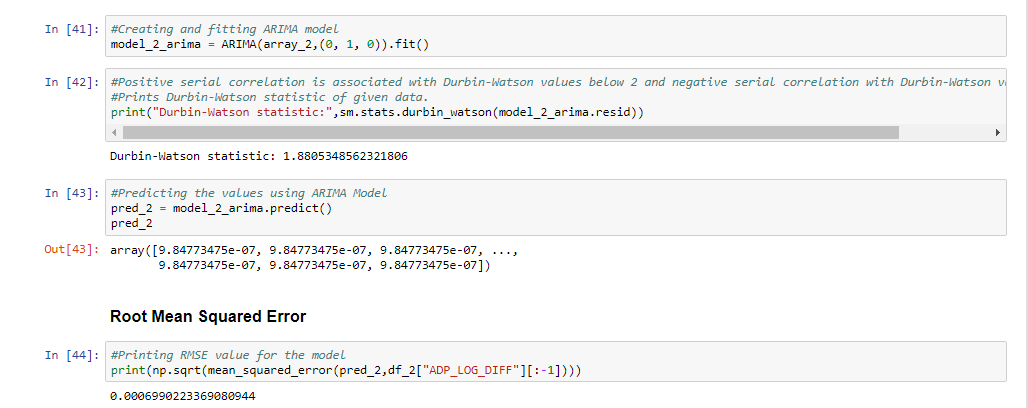 In [41]: #Creating and fitting ARIMA model
model_2_arima = ARIMA(array_2,(0, 1, 0)).fit()
In [42]: #Positive serial correlation is associated with Durbin-Watson values below 2 and negative serial correlation with Durbin-Watson
#Prints Durbin-Watson statistic of given data.
print("Durbin-Watson statistic:",sm.stats.durbin_watson(model_2_arima.resid))
Durbin-Watson statistic: 1.8805348562321806
In [43]: #Predicting the values using ARIMA Model
pred_2 = model_2_arima.predict()
pred_2
Out[43]: array([9.84773475e-07, 9.84773475e-07, 9.84773475e-07, ...,
9.84773475e-07, 9.84773475e-07, 9.84773475e-07])
Root Mean Squared Error
In [44]: #Printing RMSE value for the model
print(np.sqrt(mean_squared_error(pred_2,df_2["ADP_LOG_DIFF"][:-1])))
0.0006990223369080944